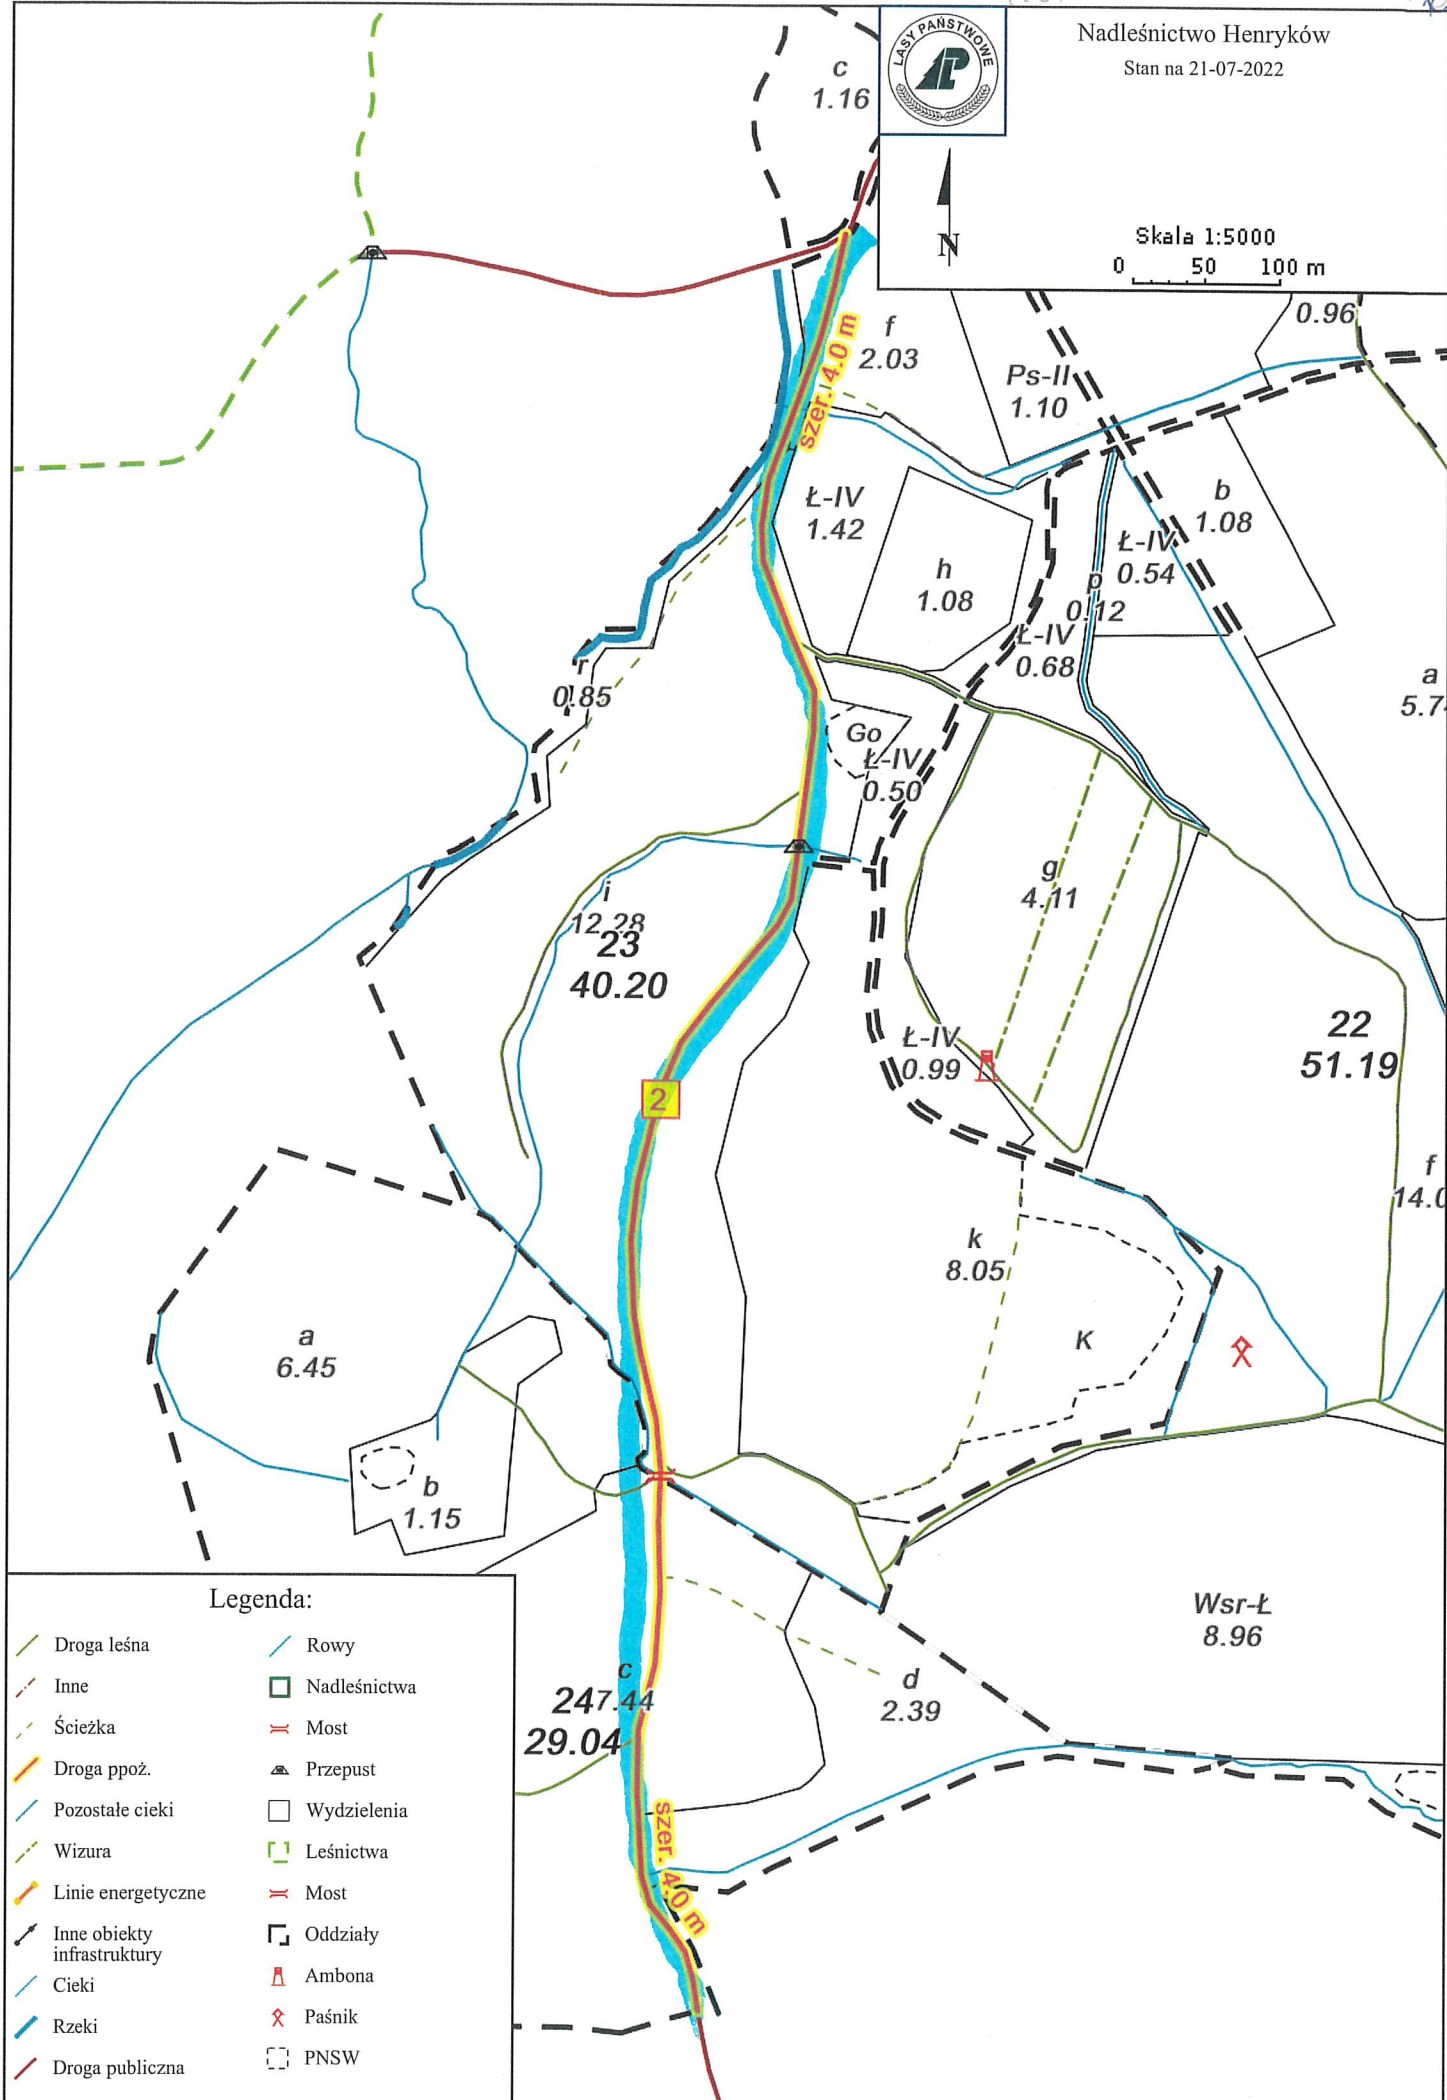 LASY PAŃSTWOWE
Nadleśnictwo Henryków
Stan na 21-07-2022
N
Skala 1:5000
0 50 100 m
c
1.16
f
2.03
szer. 4.0 m
0.96
Ps-II
1.10
b
1.08
Ł-IV
1.42
h
1.08
Ł-IV
0.54
p
0.12
Ł-IV
0.68
r
0.85
a
Go
Ł-IV
0.50
g
4.11
i
12.28
23
40.20
22
51.19
Ł-IV
0.99
2
f
k
8.05
K
a
6.45
b
1.15
Wsr-Ł
8.96
c
7.44
24
29.04
d
2.39
szer. 4.0 m
Legenda:
Droga leśna
Inne
Ścieżka
Droga ppoż.
Pozostałe cieki
Wizura
Linie energetyczne
Inne obiekty
infrastruktury
Cieki
Rzeki
Droga publiczna
Rowy
Nadleśnictwa
Most
Przepust
Wydzielenia
Leśnictwa
Most
Oddziały
Ambona
Paśnik
PNSW